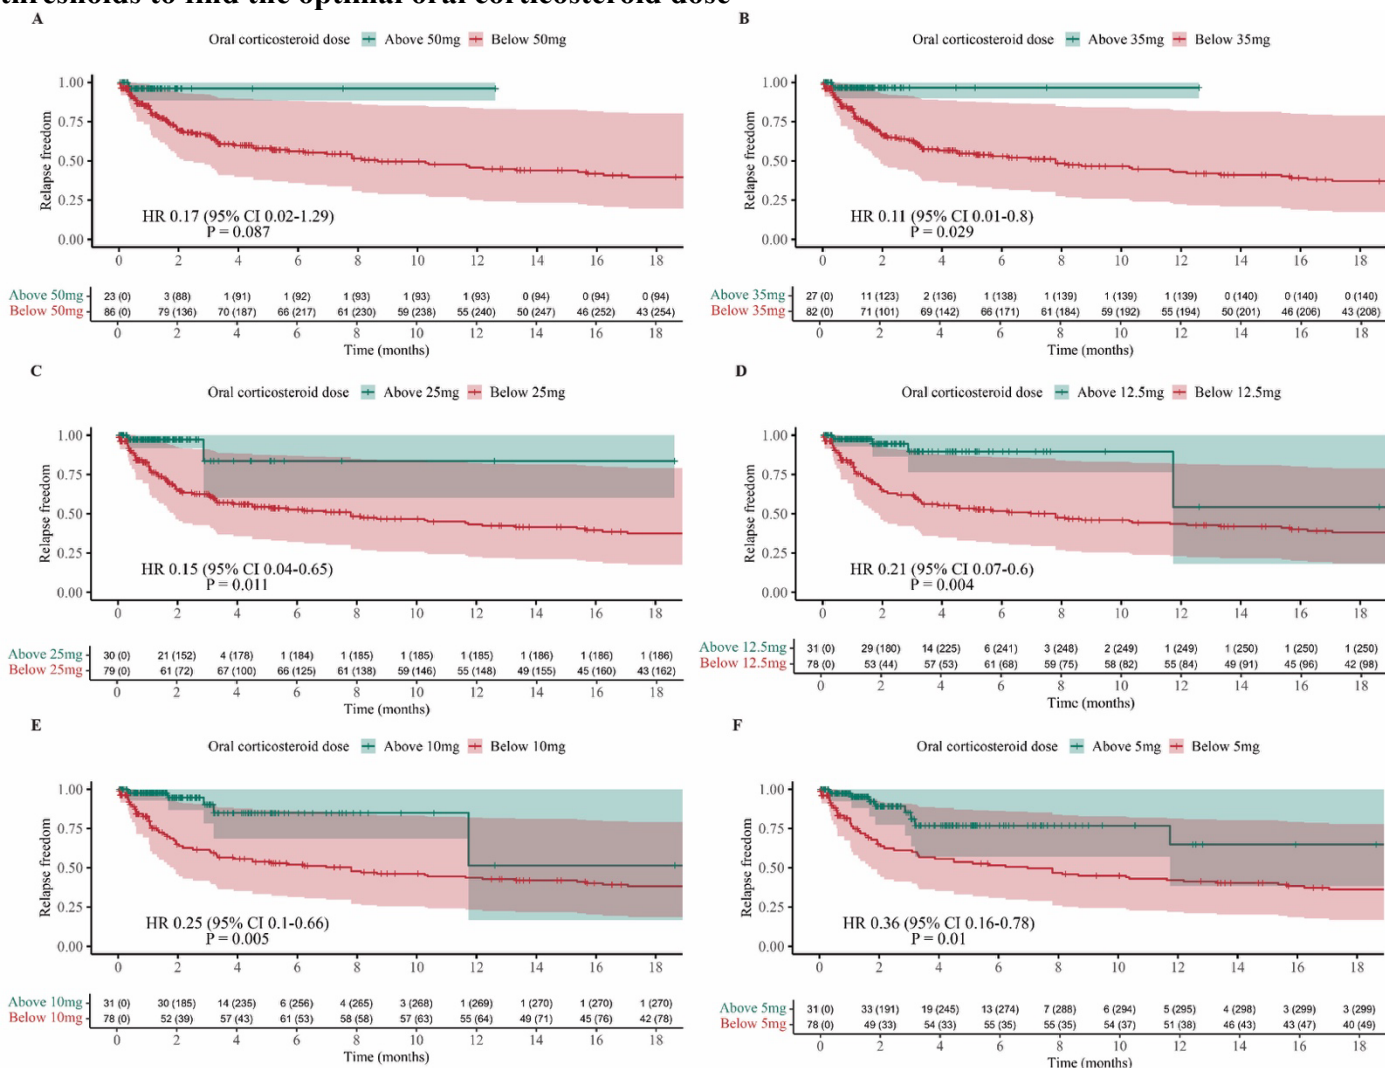 thresholds to find the optimal oral corticosteroid dose
A
Oral corticosteroid dose Above 50mg Below 50mg
Relapse freedom
1.00
0.75
0.50
0.25
0.00
HR 0.17 (95% CI 0.02-1.29)
P = 0.087
0 2 4 6 8 10 12 14 16 18
Above 50mg 23 (0) 3 (88) 1 (91) 1 (92) 1 (93) 1 (93) 1 (93) 0 (94) 0 (94) 0 (94)
Below 50mg 86 (0) 79 (136) 70 (187) 66 (217) 61 (230) 59 (238) 55 (240) 50 (247) 46 (252) 43 (254)
0 2 4 6 8 10 12 14 16 18
Time (months)
B
Oral corticosteroid dose Above 35mg Below 35mg
Relapse freedom
1.00
0.75
0.50
0.25
0.00
HR 0.11 (95% CI 0.01-0.8)
P = 0.029
0 2 4 6 8 10 12 14 16 18
Above 35mg 27 (0) 11 (123) 2 (136) 1 (138) 1 (139) 1 (139) 1 (139) 0 (140) 0 (140) 0 (140)
Below 35mg 82 (0) 71 (101) 69 (142) 66 (171) 61 (184) 59 (192) 55 (194) 50 (201) 46 (206) 43 (208)
0 2 4 6 8 10 12 14 16 18
Time (months)
C
Oral corticosteroid dose Above 25mg Below 25mg
Relapse freedom
1.00
0.75
0.50
0.25
0.00
HR 0.15 (95% CI 0.04-0.65)
P = 0.011
0 2 4 6 8 10 12 14 16 18
Above 25mg 30 (0) 21 (152) 4 (178) 1 (184) 1 (185) 1 (185) 1 (185) 1 (186) 1 (186) 1 (186)
Below 25mg 79 (0) 61 (72) 67 (100) 66 (125) 61 (138) 59 (146) 55 (148) 49 (155) 45 (160) 43 (162)
0 2 4 6 8 10 12 14 16 18
Time (months)
D
Oral corticosteroid dose Above 12.5mg Below 12.5mg
Relapse freedom
1.00
0.75
0.50
0.25
0.00
HR 0.21 (95% CI 0.07-0.6)
P = 0.004
0 2 4 6 8 10 12 14 16 18
Above 12.5mg 31 (0) 29 (180) 14 (225) 6 (241) 3 (248) 2 (249) 1 (249) 1 (250) 1 (250) 1 (250)
Below 12.5mg 78 (0) 53 (44) 57 (53) 61 (68) 59 (75) 58 (82) 55 (84) 49 (91) 45 (96) 42 (98)
0 2 4 6 8 10 12 14 16 18
Time (months)
E
Oral corticosteroid dose Above 10mg Below 10mg
Relapse freedom
1.00
0.75
0.50
0.25
0.00
HR 0.25 (95% CI 0.1-0.66)
P = 0.005
0 2 4 6 8 10 12 14 16 18
Above 10mg 31 (0) 30 (185) 14 (235) 6 (256) 4 (265) 3 (268) 1 (269) 1 (270) 1 (270) 1 (270)
Below 10mg 78 (0) 52 (39) 57 (43) 61 (53) 58 (58) 57 (63) 55 (64) 49 (71) 45 (76) 42 (78)
0 2 4 6 8 10 12 14 16 18
Time (months)
F
Oral corticosteroid dose Above 5mg Below 5mg
Relapse freedom
1.00
0.75
0.50
0.25
0.00
HR 0.36 (95% CI 0.16-0.78)
P = 0.01
0 2 4 6 8 10 12 14 16 18
Above 5mg 31 (0) 33 (191) 19 (245) 13 (274) 7 (288) 6 (294) 5 (295) 4 (298) 3 (299) 3 (299)
Below 5mg 78 (0) 49 (33) 54 (33) 55 (35) 55 (35) 54 (37) 51 (38) 46 (43) 43 (47) 40 (49)
0 2 4 6 8 10 12 14 16 18
Time (months)